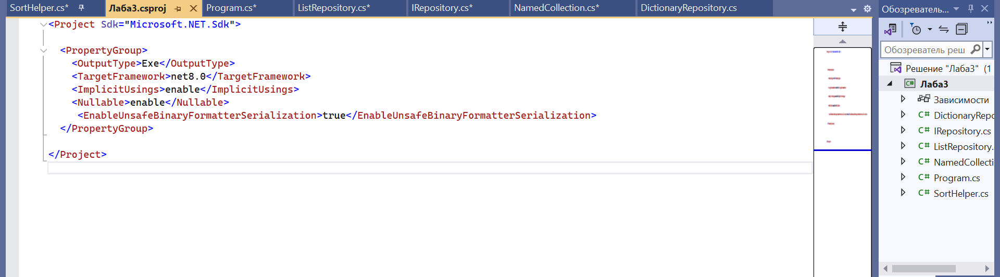 SortHelper.cs*
Лаба3.csproj
Program.cs*
ListRepository.cs*
IRepository.cs*
NamedCollection.cs*
DictionaryRepository.cs
<Project Sdk="Microsoft.NET.Sdk">
<PropertyGroup>
<OutputType>Exe</OutputType>
<TargetFramework>net8.0</TargetFramework>
<ImplicitUsings>enable</ImplicitUsings>
<Nullable>enable</Nullable>
<EnableUnsafeBinaryFormatterSerialization>true</EnableUnsafeBinaryFormatterSerialization>
</PropertyGroup>
</Project>
Обозреватель...
Обозреватель реш
Решение "Лаба3" (1
C# Лаба3
Зависимости
C# DictionaryRepo
C# IRepository.cs
C# ListRepository.
C# NamedCollecti
C# Program.cs
C# SortHelper.cs